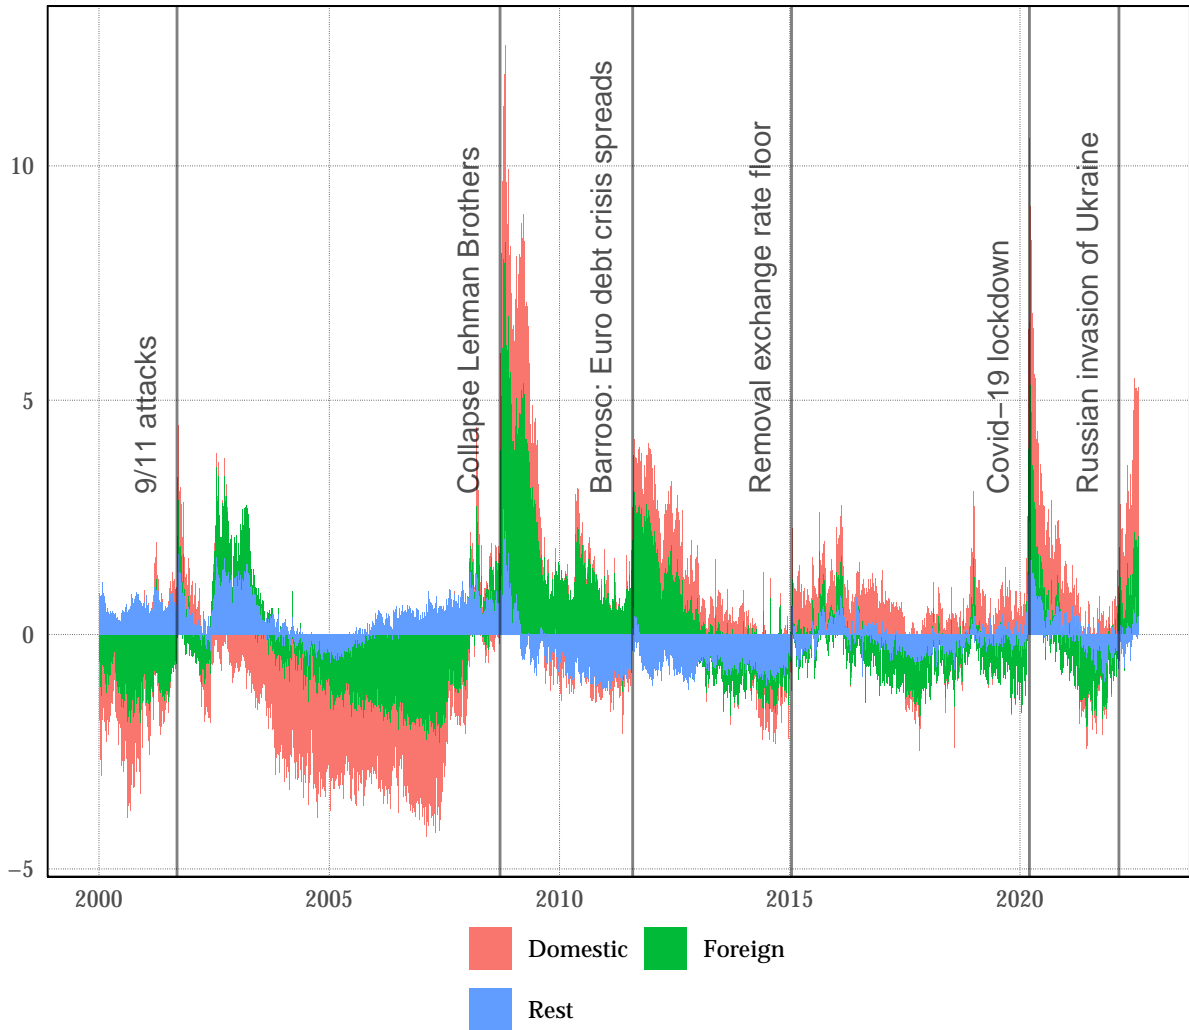 10
5
0
−5
9/11 attacks
Collapse Lehman Brothers
Barroso: Euro debt crisis spreads
Removal exchange rate floor
Covid−19 lockdown
Russian invasion of Ukraine
2000
2005
2010
2015
2020
Domestic
Foreign
Rest